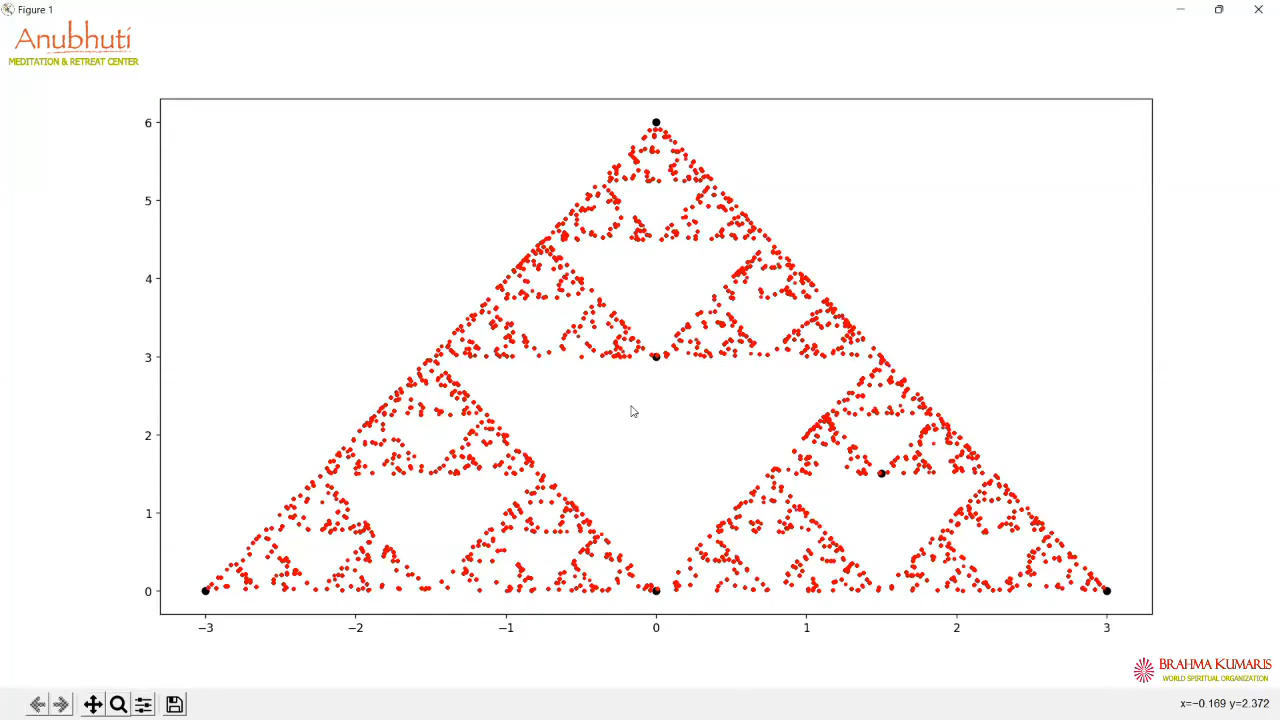 Figure 1
Anubhuti
MEDITATION & RETREAT CENTER
6
5
4
3
2
1
0
−3 −2 −1 0 1 2 3
BRAHMA KUMARIS
WORLD SPIRITUAL ORGANIZATION
x=−0.169 y=2.372